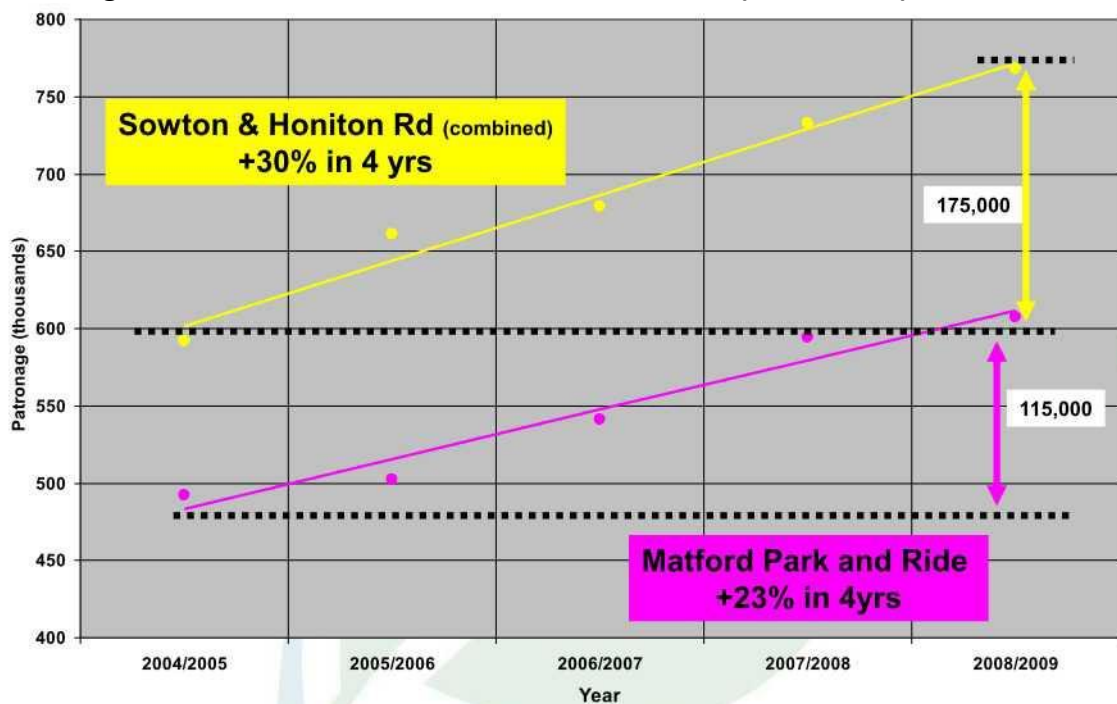 800
750
700
650
600
550
500
450
400
Patronage (thousands)
Sowton & Honiton Rd (combined)
+30% in 4 yrs
175,000
115,000
Matford Park and Ride
+23% in 4yrs
2004/2005
2005/2006
2006/2007
2007/2008
2008/2009
Year